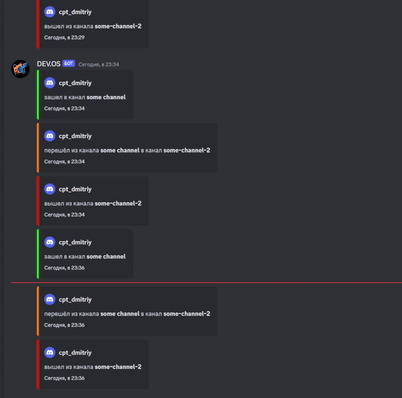 cpt_dmitriy
вышел из канала some-channel-2
Сегодня, в 23:29
DEV.OS БОТ Сегодня, в 23:34
cpt_dmitriy
зашел в канал some channel
Сегодня, в 23:34
cpt_dmitriy
перешёл из канала some channel в канал some-channel-2
Сегодня, в 23:34
cpt_dmitriy
вышел из канала some-channel-2
Сегодня, в 23:34
cpt_dmitriy
зашел в канал some channel
Сегодня, в 23:36
cpt_dmitriy
перешёл из канала some channel в канал some-channel-2
Сегодня, в 23:36
cpt_dmitriy
вышел из канала some-channel-2
Сегодня, в 23:36